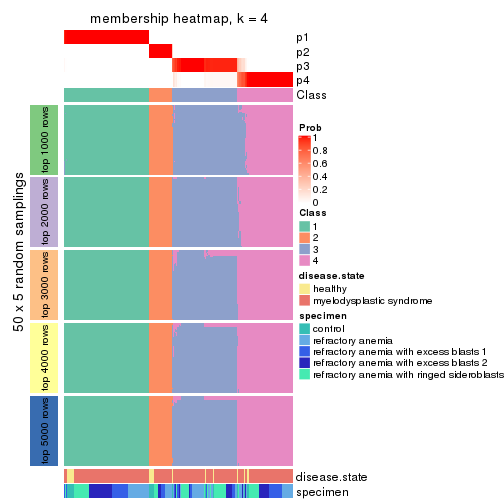 membership heatmap, k = 4
p1
p2
p3
p4
Class
50 x 5 random samplings
top 1000 rows
top 2000 rows
top 3000 rows
top 4000 rows
top 5000 rows
disease.state
specimen
Prob
1
0.8
0.6
0.4
0.2
0
Class
1
2
3
4
disease.state
healthy
myelodysplastic syndrome
specimen
control
refractory anemia
refractory anemia with excess blasts 1
refractory anemia with excess blasts 2
refractory anemia with ringed sideroblasts